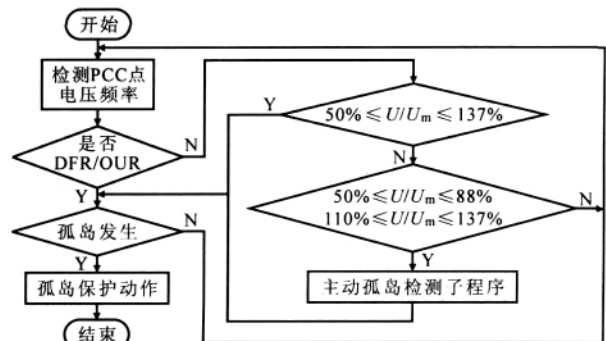 开始
检测PCC点
电压频率
是否
DFR/OUR
N
Y
孤岛发生
N
Y
孤岛保护动作
结束
Y
50%≤U/Um≤137%
N
50%≤U/Um≤88%
110%≤U/Um≤137%
N
Y
主动孤岛检测子程序